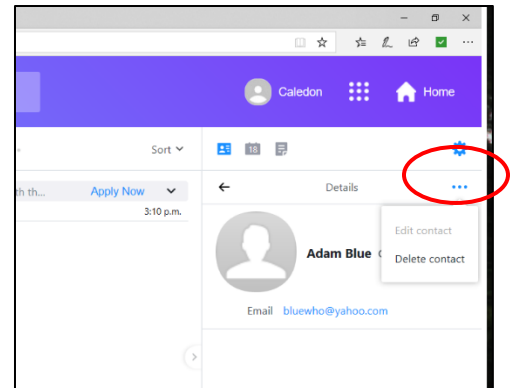 Caledon
Home
Sort
18
th th... Apply Now
Details
3:10 p.m.
Edit contact
Adam Blue
Delete contact
Email bluewho@yahoo.com